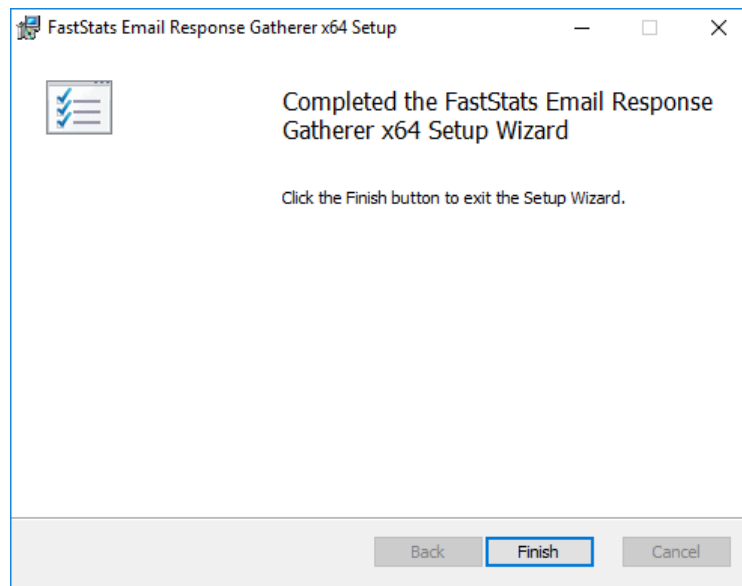 FastStats Email Response Gatherer x64 Setup
Completed the FastStats Email Response
Gatherer x64 Setup Wizard
Click the Finish button to exit the Setup Wizard.
Back Finish Cancel